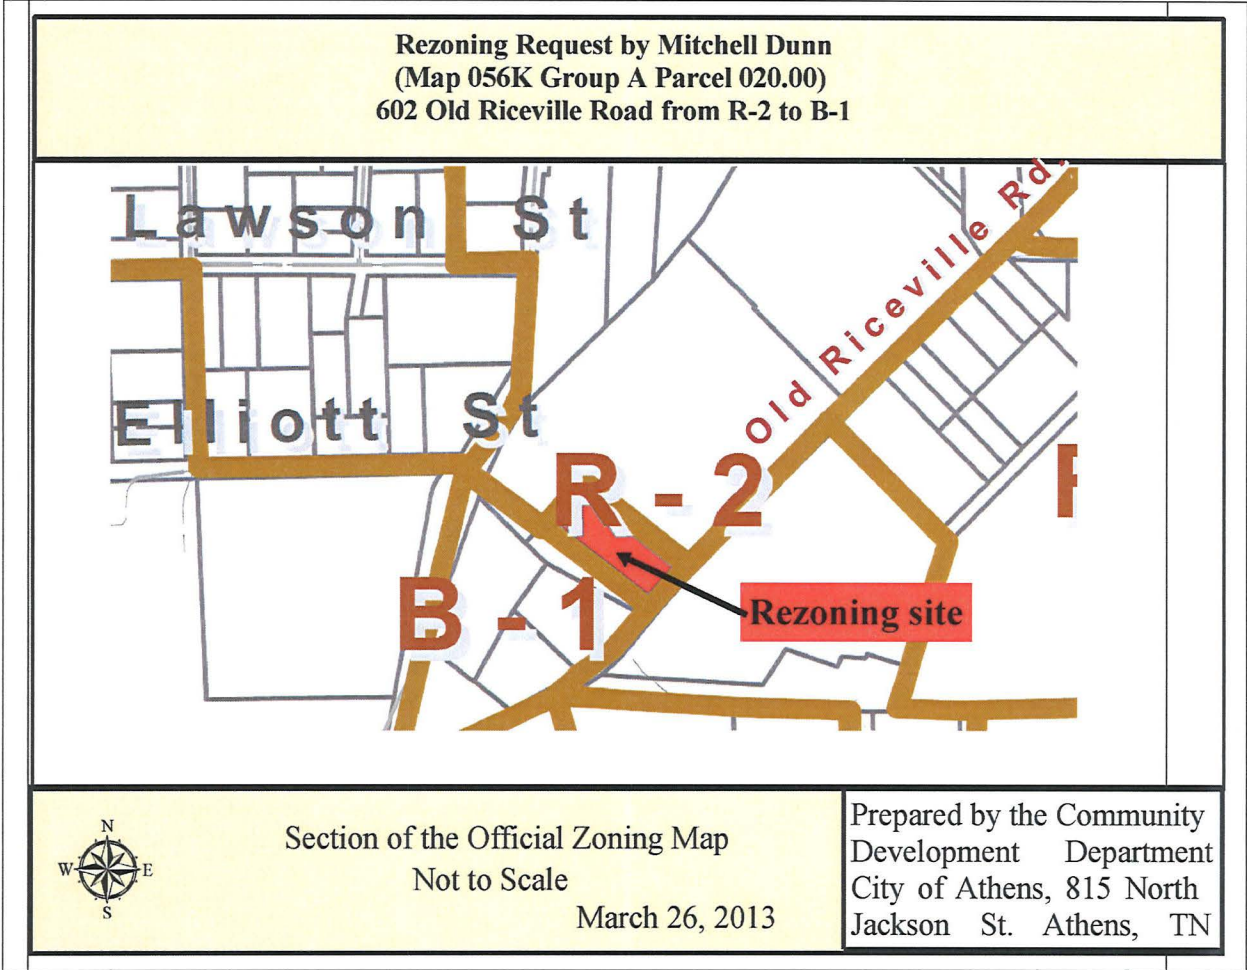 Rezoning Request by Mitchell Dunn
(Map 056K Group A Parcel 020.00)
602 Old Riceville Road from R-2 to B-1
Lawson St
Old Riceville Rd.
Elliott St
R - 2
B - 1
Rezoning site
N
W E
S
Section of the Official Zoning Map
Not to Scale
March 26, 2013
Prepared by the Community
Development Department
City of Athens, 815 North
Jackson St. Athens, TN